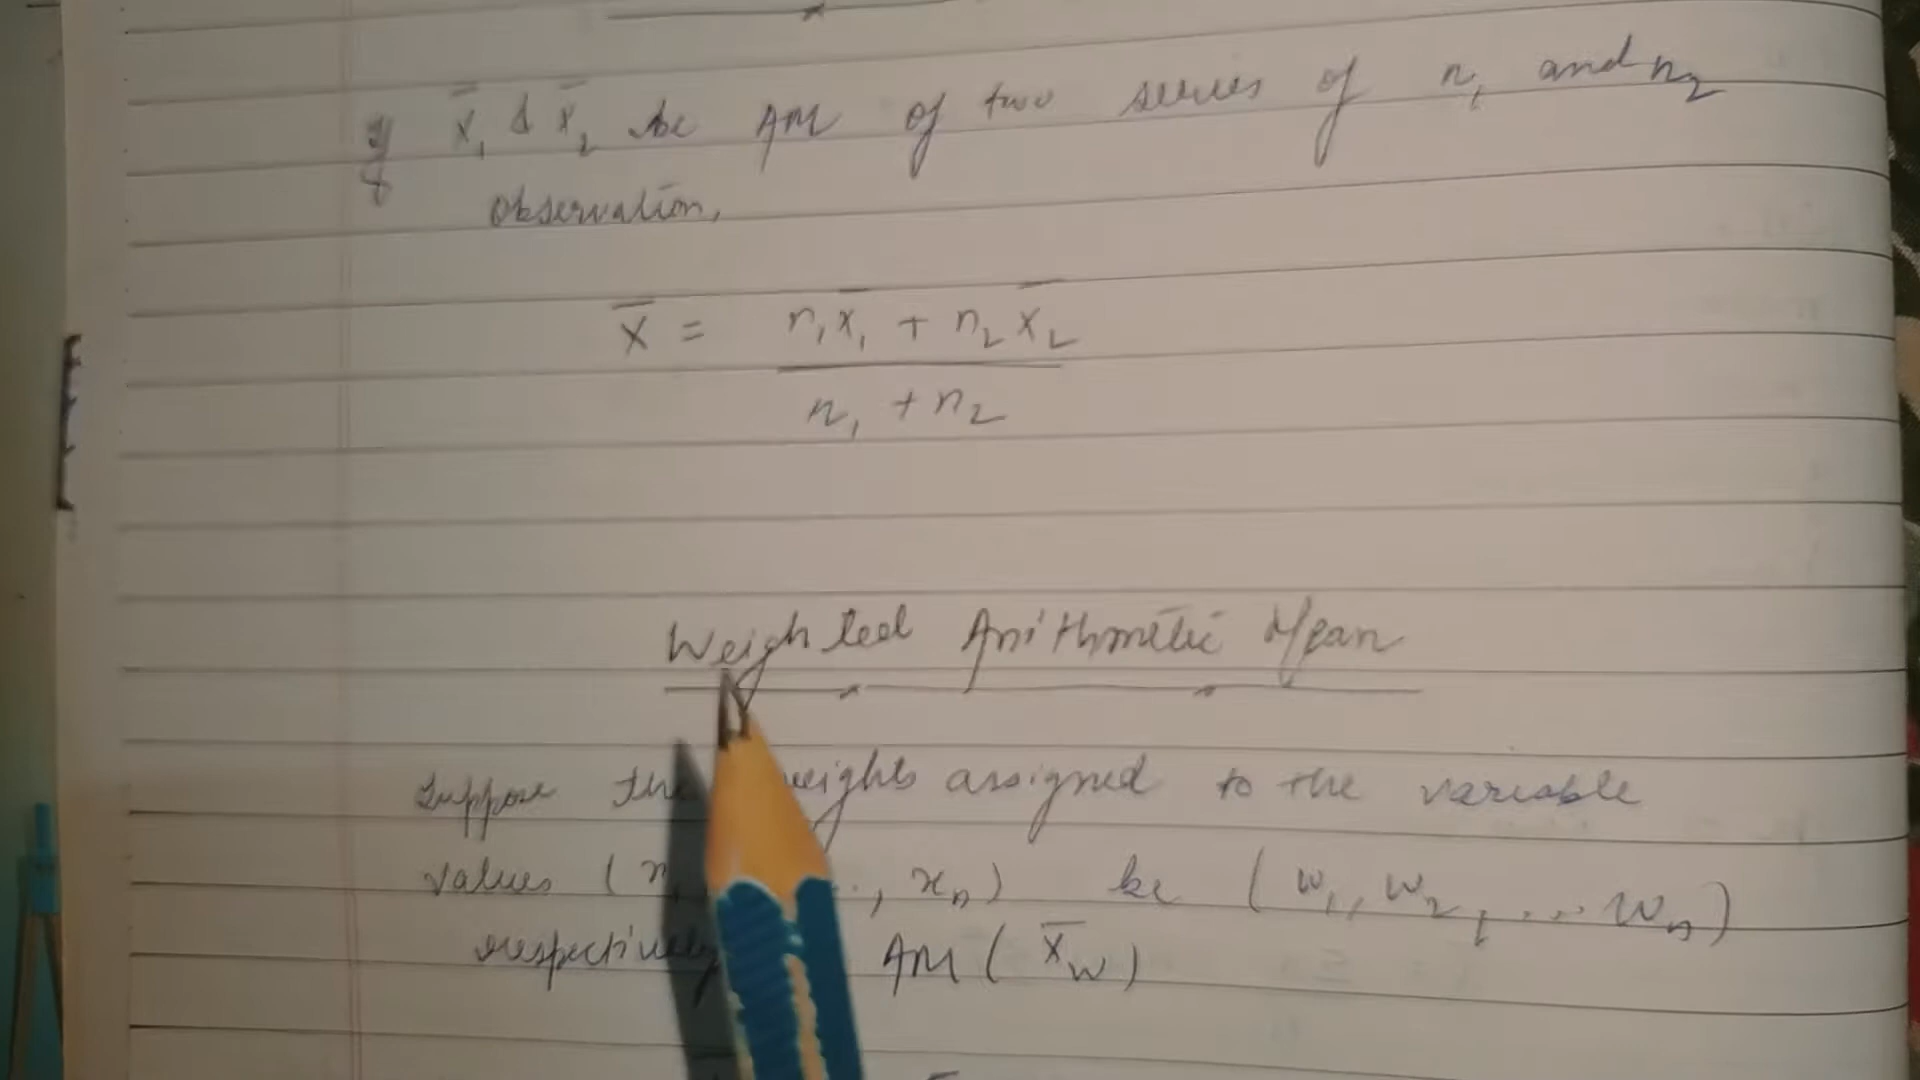 If x̄₁ & x̄₂ be AM of two series of n₁ and n₂
observation,
x̄ = n₁x̄₁ + n₂x̄₂
n₁ + n₂
Weighted Arithmetic Mean
Suppose the weights assigned to the variable
values ( ..., xₙ) be (w₁, w₂, ... wₙ)
respectively AM (x̄w)